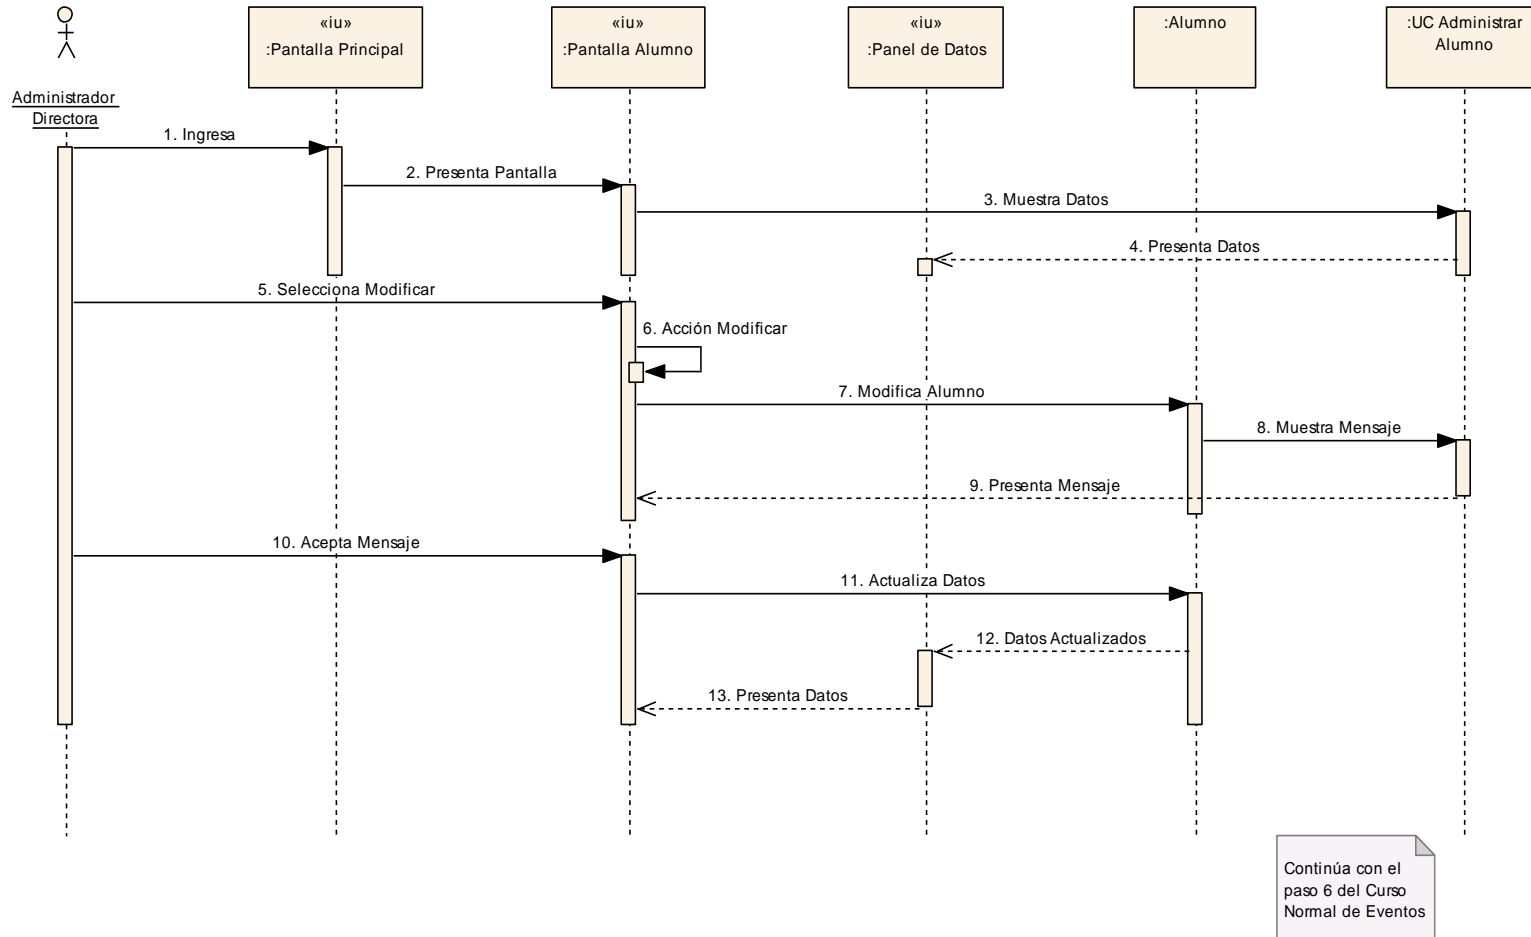 «iu»
:Pantalla Principal
«iu»
:Pantalla Alumno
«iu»
:Panel de Datos
:Alumno
:UC Administrar
Alumno
Administrador
Directora
1. Ingresa
2. Presenta Pantalla
3. Muestra Datos
4. Presenta Datos
5. Selecciona Modificar
6. Acción Modificar
7. Modifica Alumno
8. Muestra Mensaje
9. Presenta Mensaje
10. Acepta Mensaje
11. Actualiza Datos
12. Datos Actualizados
13. Presenta Datos
Continúa con el
paso 6 del Curso
Normal de Eventos